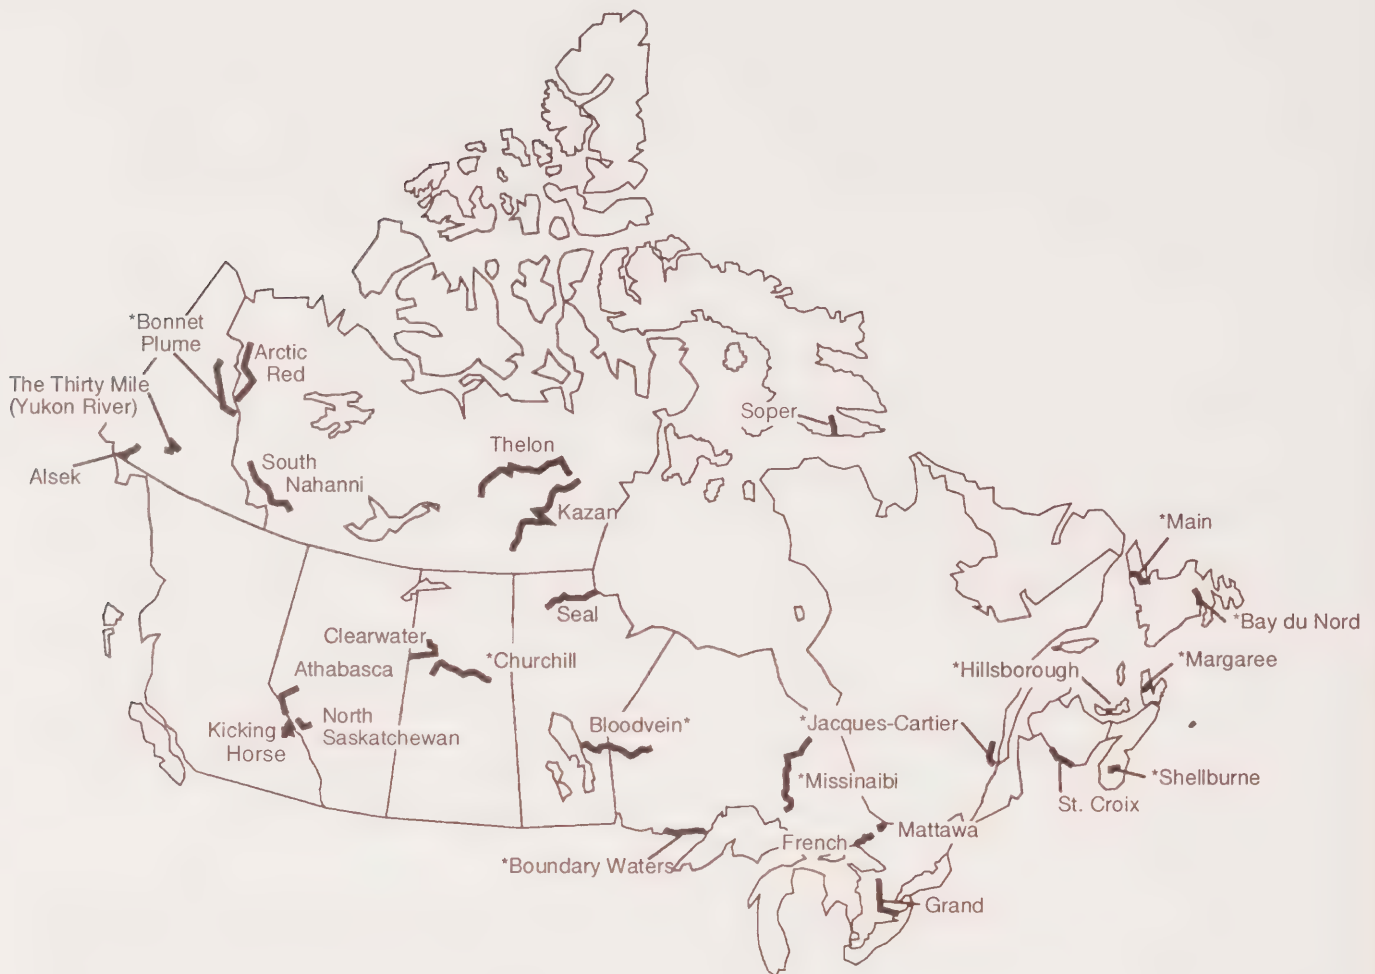 *Bonnet
Plume
Arctic
Red
The Thirty Mile
(Yukon River)
Alsek
South
Nahanni
Thelon
Kazan
Soper
*Main
*Bay du Nord
Seal
Clearwater
*Churchill
Athabasca
*Hillsborough
*Margaree
Kicking
Horse
North
Saskatchewan
Bloodvein*
*Jacques-Cartier
*Missinaibi
*Shellburne
St. Croix
Mattawa
French
*Boundary Waters
Grand